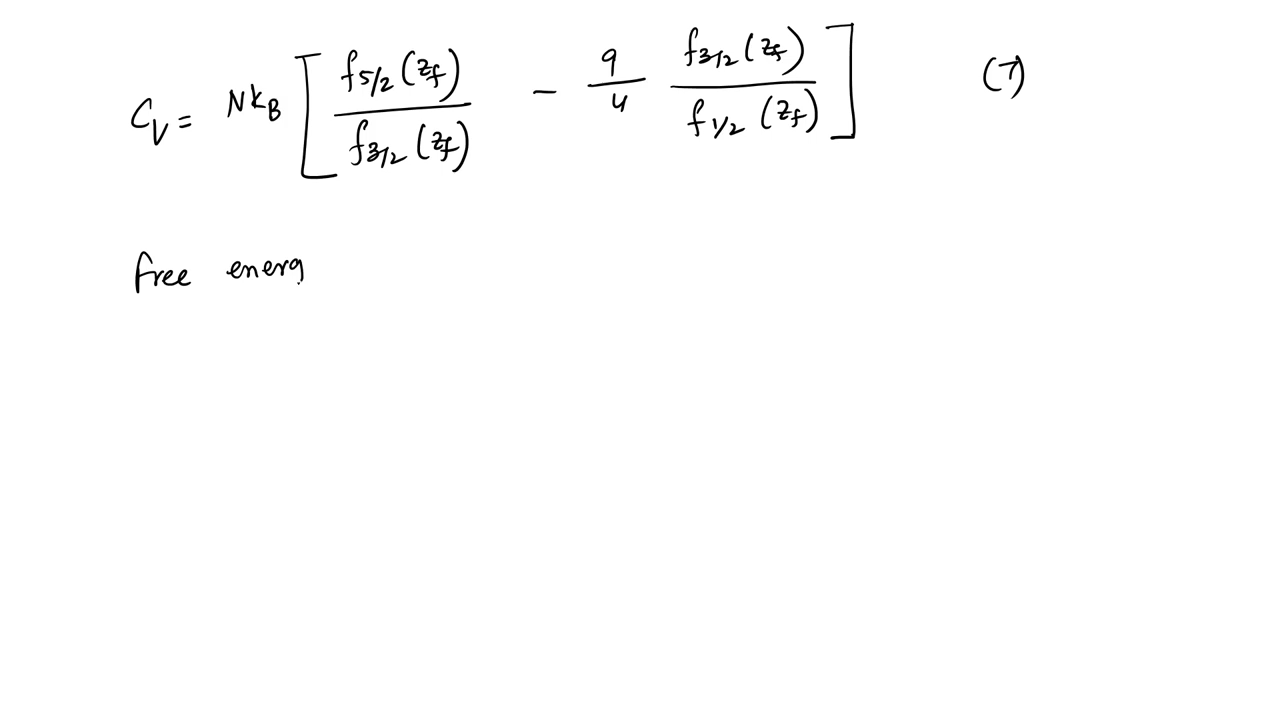 C_V = N k_B [ f_{5/2}(z_f) / f_{3/2}(z_f) - 9/4 f_{3/2}(z_f) / f_{1/2}(z_f) ] (7)
free energ